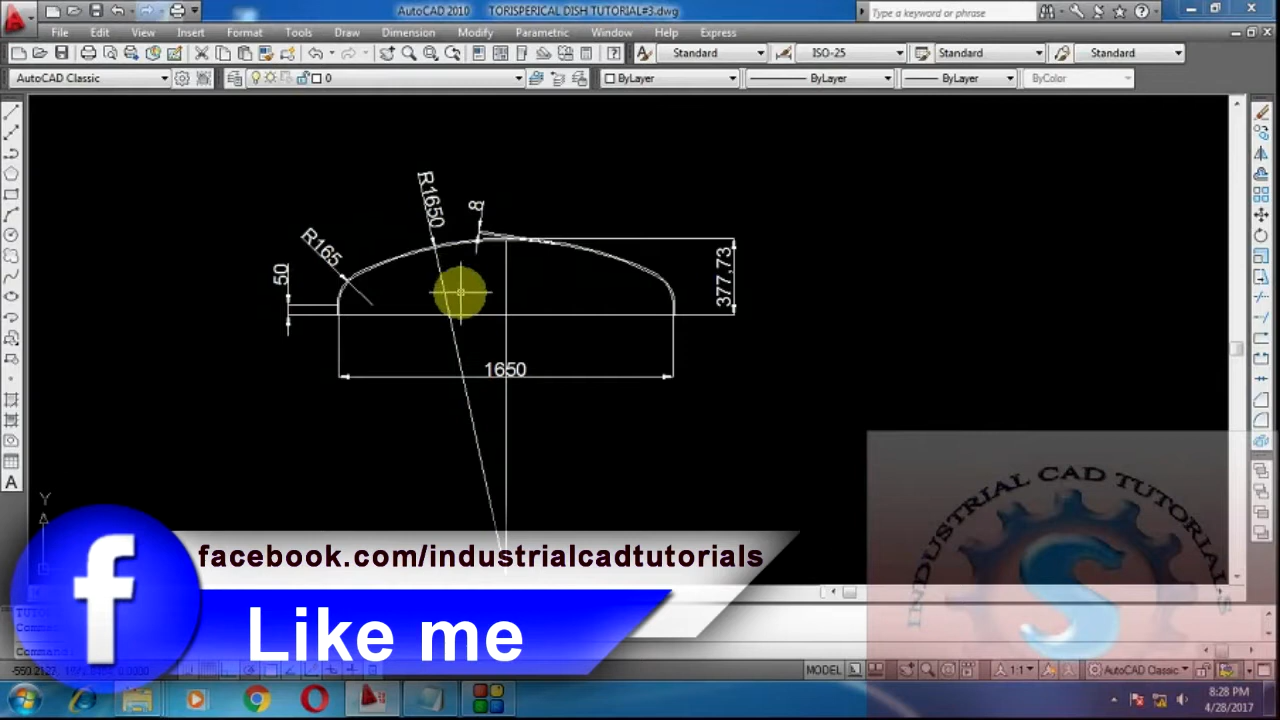 AutoCAD 2010 TORISPERICAL DISH TUTORIAL#3.dwg
Type a keyword or phrase
File Edit View Insert Format Tools Draw Dimension Modify Parametric Window Help Express
Standard ISO-25 Standard Standard
AutoCAD Classic 0 ByLayer ByLayer ByLayer ByColor
R1650
8
R165
50
377,73
1650
Y
A
INDUSTRIAL CAD TUTORIALS
S
f
facebook.com/industrialcadtutorials
Like me
MODEL 1:1 AutoCAD Classic
8:28 PM
4/28/2017